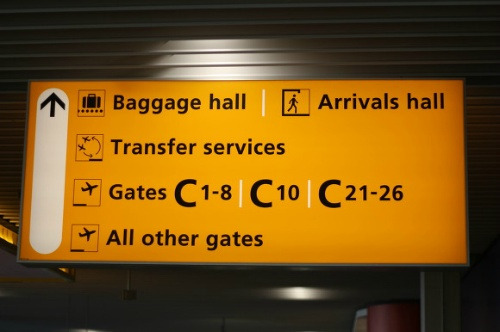 Baggage hall | Arrivals hall
Transfer services
Gates C1-8 | C10 | C21-26
All other gates